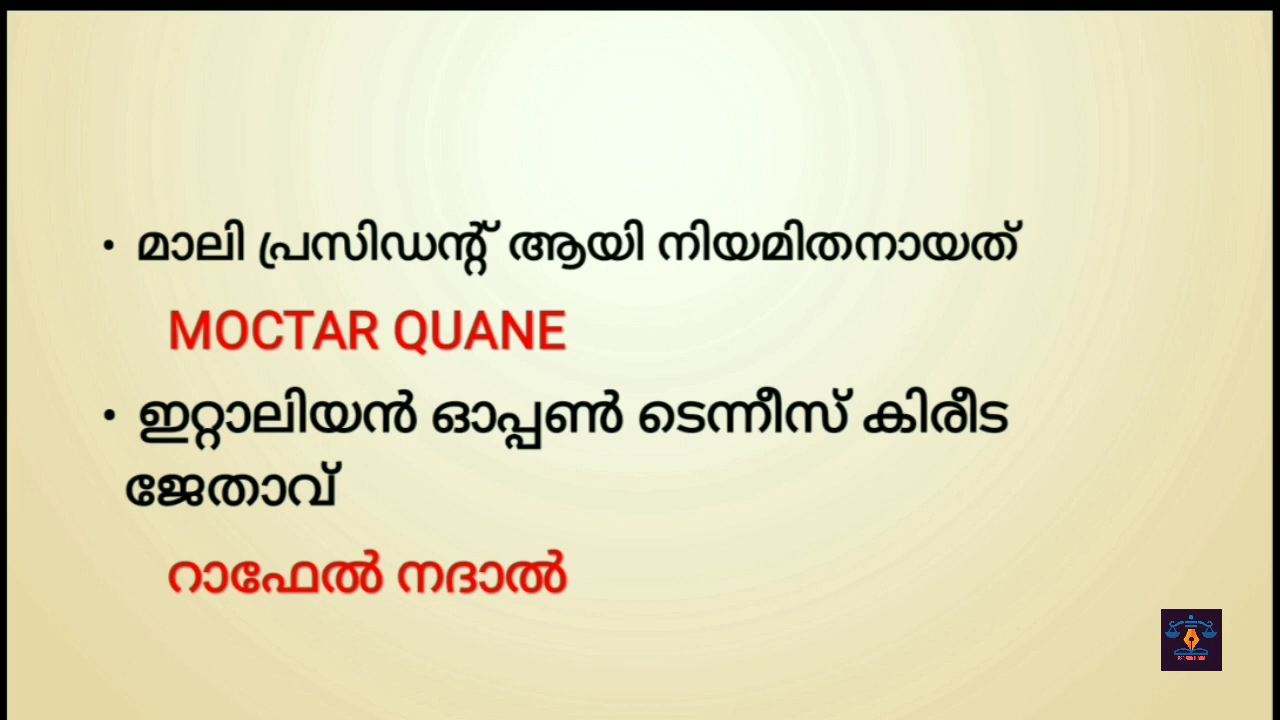 • മാലി പ്രസിഡന്റ് ആയി നിയമിതനായത്
MOCTAR QUANE
• ഇറ്റാലിയൻ ഓപ്പൺ ടെന്നീസ് കിരീട
ജേതാവ്
റാഫേൽ നദാൽ